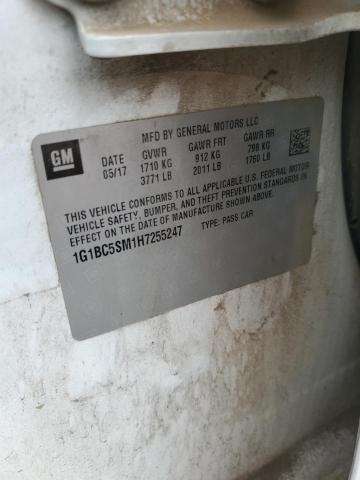 MFD BY GENERAL MOTORS LLC
GM
DATE GVWR GAWR FRT GAWR RR
05/17 1710 KG 912 KG 798 KG
3771 LB 2011 LB 1760 LB
THIS VEHICLE CONFORMS TO ALL APPLICABLE U.S. FEDERAL MOTOR
VEHICLE SAFETY, BUMPER, AND THEFT PREVENTION STANDARDS IN
EFFECT ON THE DATE OF MANUFACTURE SHOWN ABOVE.
1G1BC5SM1H7255247 TYPE: PASS CAR